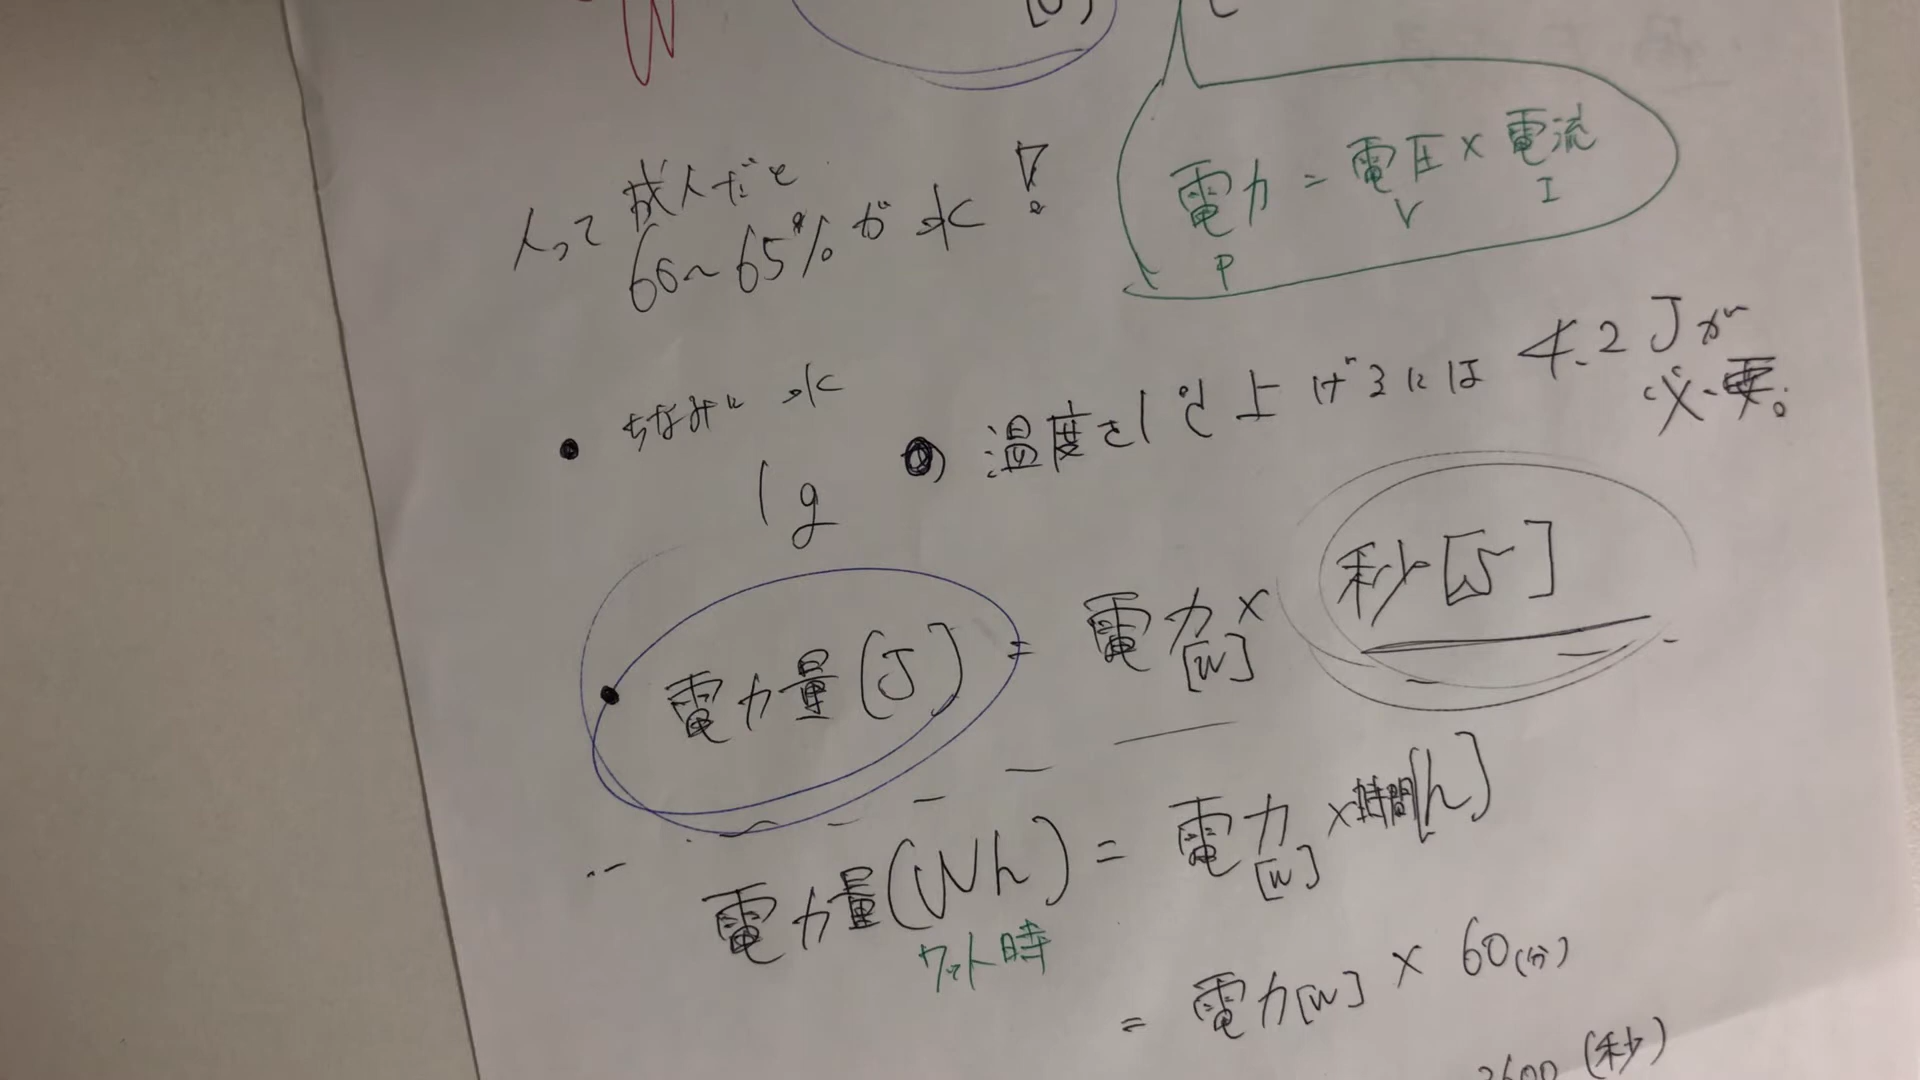 電力 = 電圧 × 電流
P V I
人って 成人だと
60~65%が水!
・ちなみに 水
1g の 温度を1℃上げるには 4.2Jが
必要。
・電力量(J) = 電力[W] × 秒[s]
電力量(Wh) = 電力[W] × 時間[h]
ワット時
= 電力[W] × 60(分)
3600(秒)